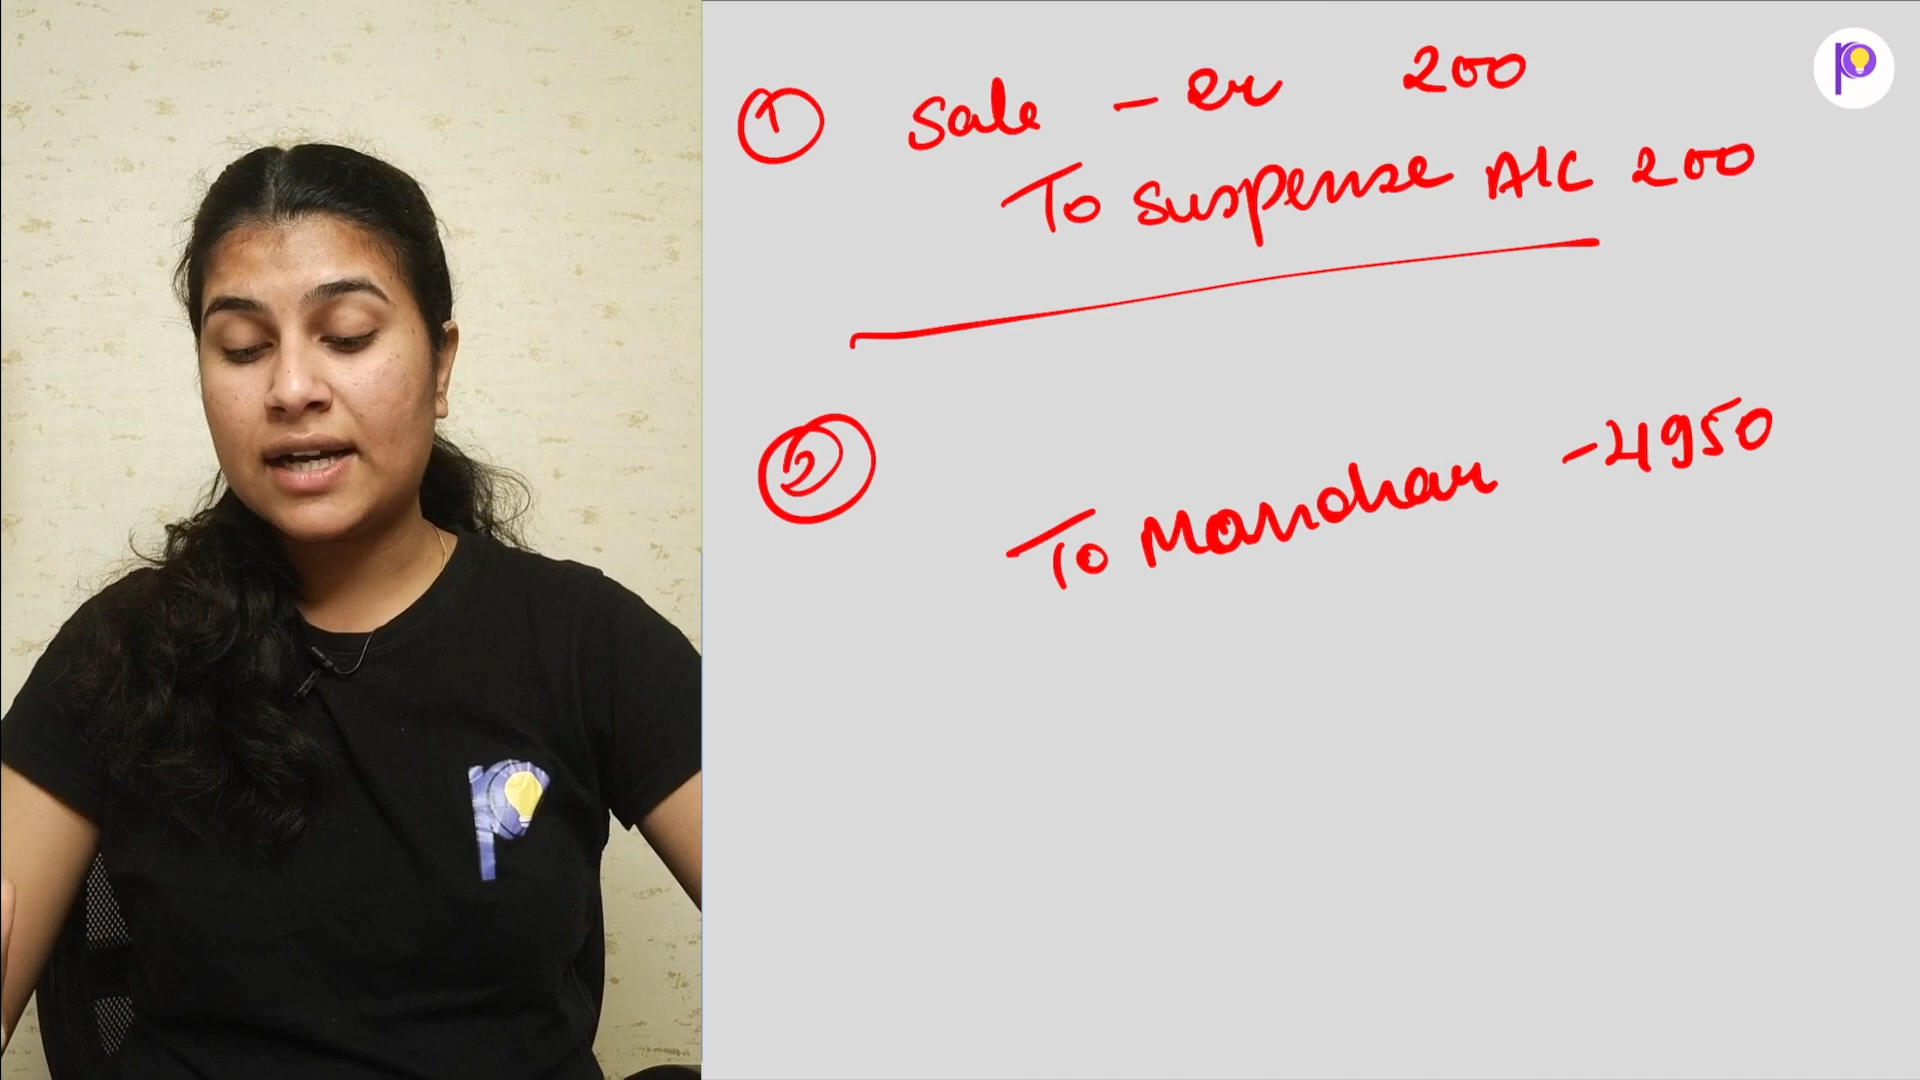 1 Sale - Dr 200
To Suspense A/C 200
2
To Manohar - 4950